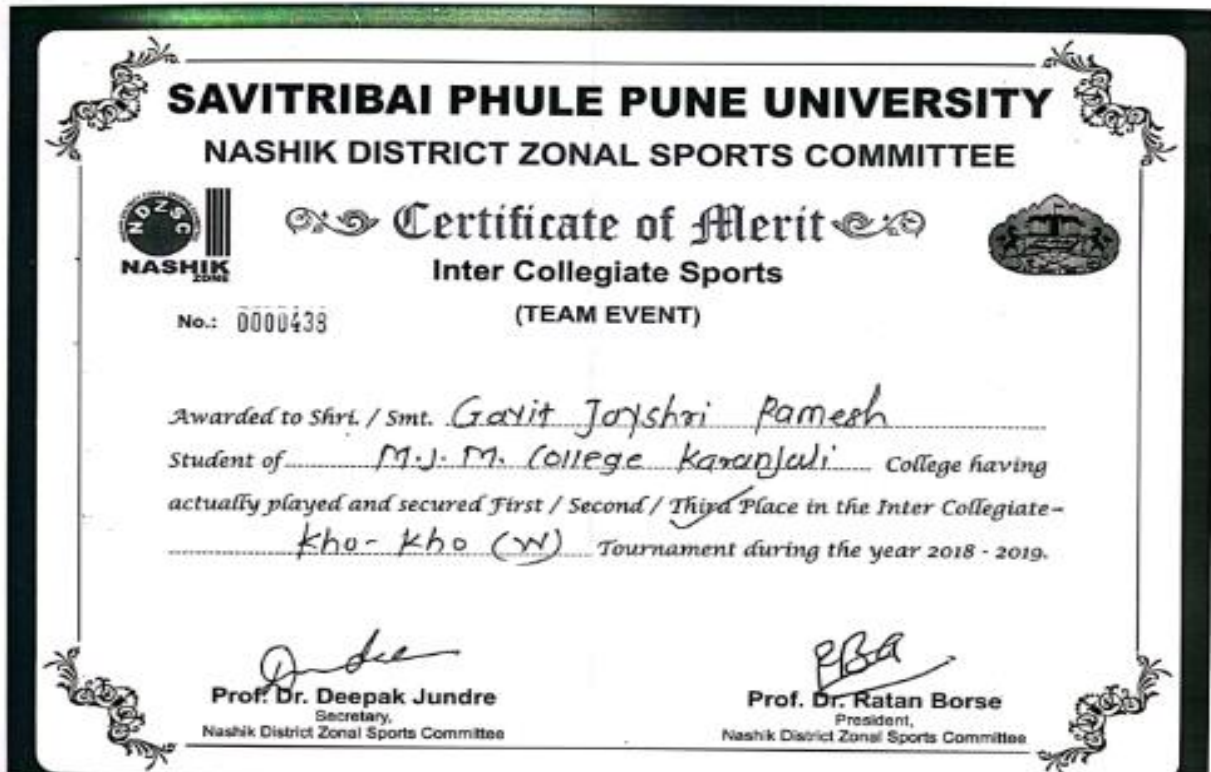 SAVITRIBAI PHULE PUNE UNIVERSITY
NASHIK DISTRICT ZONAL SPORTS COMMITTEE
NDZSC
NASHIK
ZONE
Certificate of Merit
Inter Collegiate Sports
(TEAM EVENT)
No.: 0000438
Awarded to Shri. / Smt. Gavit Jayshri Ramesh
Student of M.J.M. College Karanjali College having
actually played and secured First / Second / Third Place in the Inter Collegiate-
Kho-Kho (W) Tournament during the year 2018 - 2019.
Prof. Dr. Deepak Jundre
Secretary,
Nashik District Zonal Sports Committee
Prof. Dr. Ratan Borse
President,
Nashik District Zonal Sports Committee